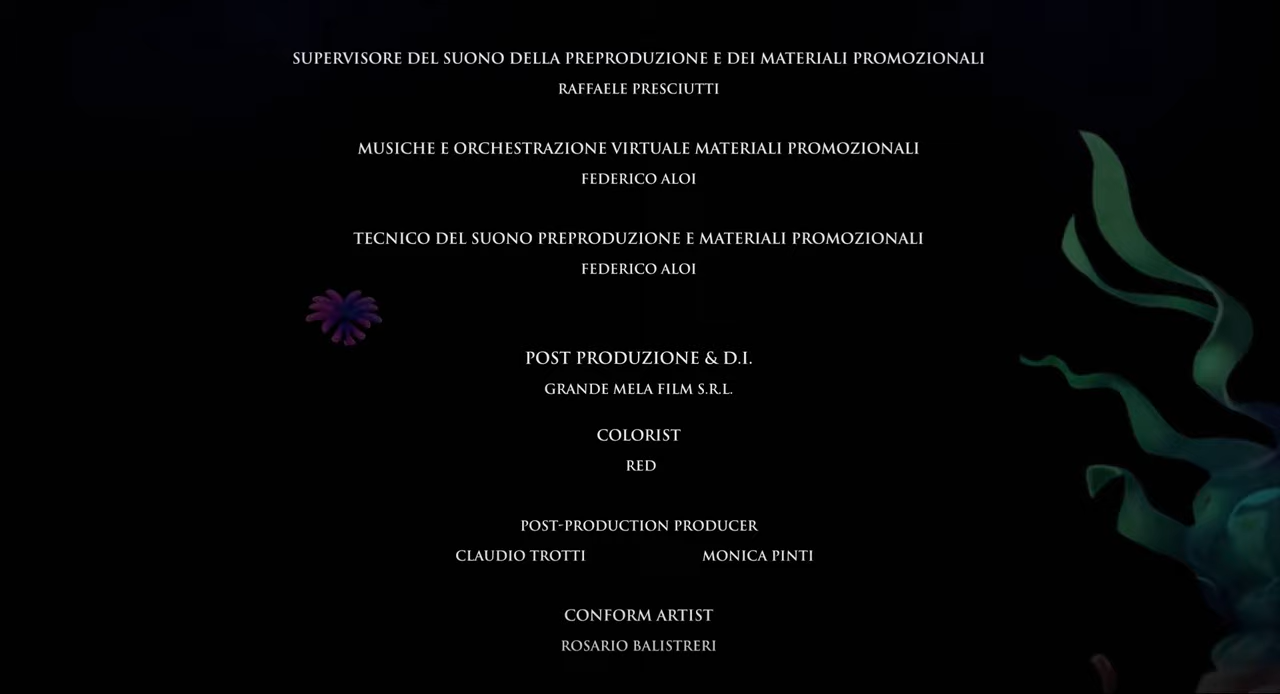 SUPERVISORE DEL SUONO DELLA PREPRODUZIONE E DEI MATERIALI PROMOZIONALI
RAFFAELE PRESCIUTTI
MUSICHE E ORCHESTRAZIONE VIRTUALE MATERIALI PROMOZIONALI
FEDERICO ALOI
TECNICO DEL SUONO PREPRODUZIONE E MATERIALI PROMOZIONALI
FEDERICO ALOI
POST PRODUZIONE & D.I.
GRANDE MELA FILM S.R.L.
COLORIST
RED
POST-PRODUCTION PRODUCER
CLAUDIO TROTTI MONICA PINTI
CONFORM ARTIST
ROSARIO BALISTRERI